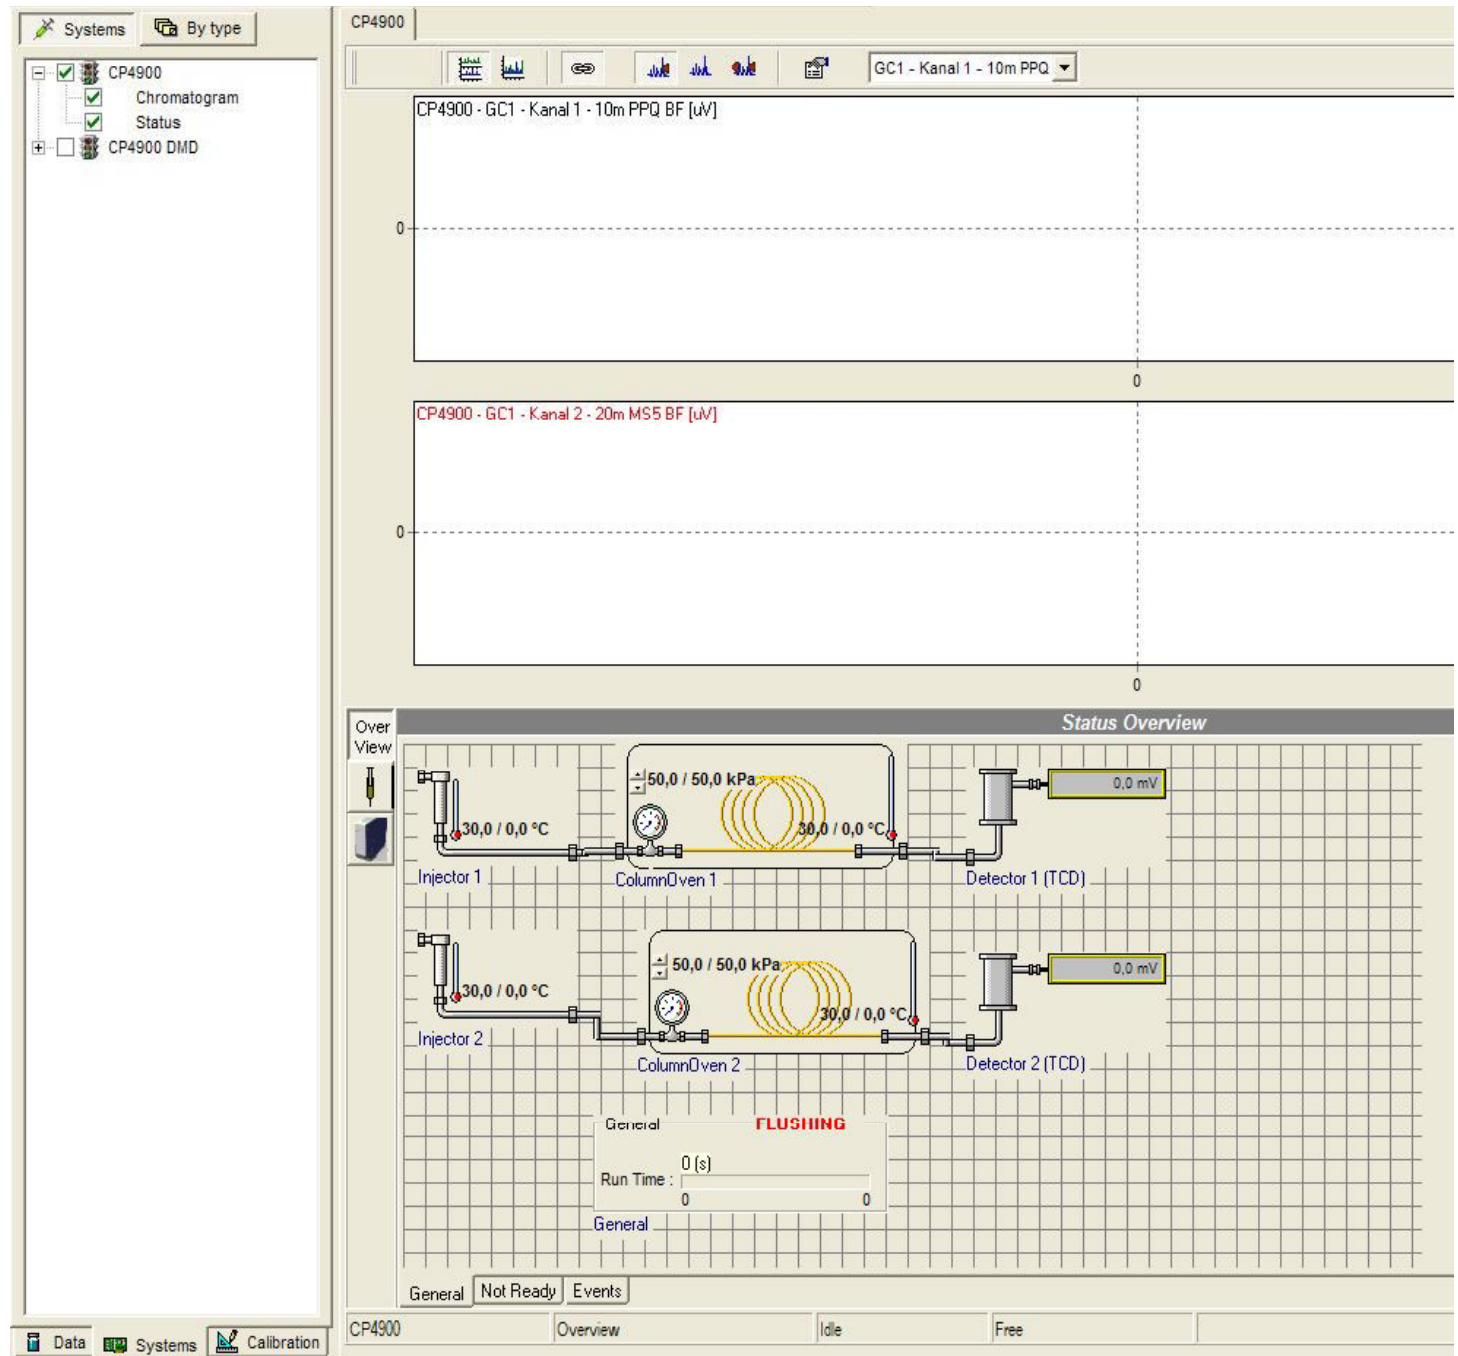 Systems
By type
CP4900
Chromatogram
Status
CP4900 DMD
CP4900
GC1 - Kanal 1 - 10m PPQ
CP4900 - GC1 - Kanal 1 - 10m PPQ BF [uV]
0
0
CP4900 - GC1 - Kanal 2 - 20m MS5 BF [uV]
0
0
Over
View
Status Overview
50,0 / 50,0 kPa
0,0 mV
30,0 / 0,0 °C
30,0 / 0,0 °C
Injector 1
ColumnOven 1
Detector 1 (TCD)
50,0 / 50,0 kPa
0,0 mV
30,0 / 0,0 °C
30,0 / 0,0 °C
Injector 2
ColumnOven 2
Detector 2 (TCD)
General
FLUSHING
0 (s)
Run Time :
0
0
General
General
Not Ready
Events
CP4900
Overview
Idle
Free
Data
Systems
Calibration